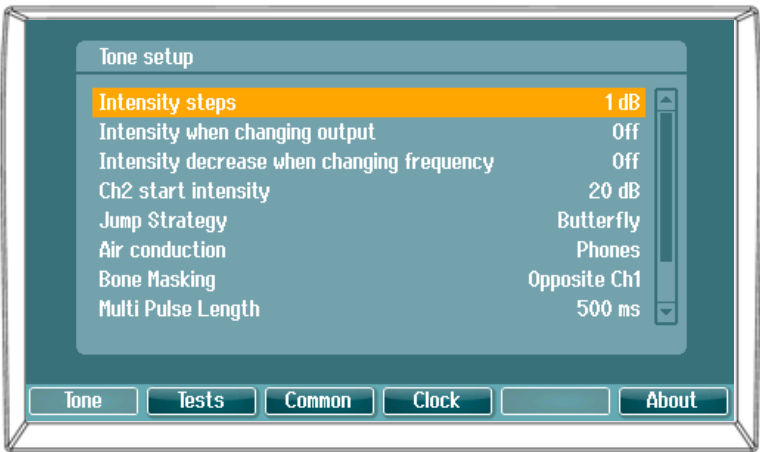 Tone setup
Intensity steps 1 dB
Intensity when changing output Off
Intensity decrease when changing frequency Off
Ch2 start intensity 20 dB
Jump Strategy Butterfly
Air conduction Phones
Bone Masking Opposite Ch1
Multi Pulse Length 500 ms
Tone Tests Common Clock About